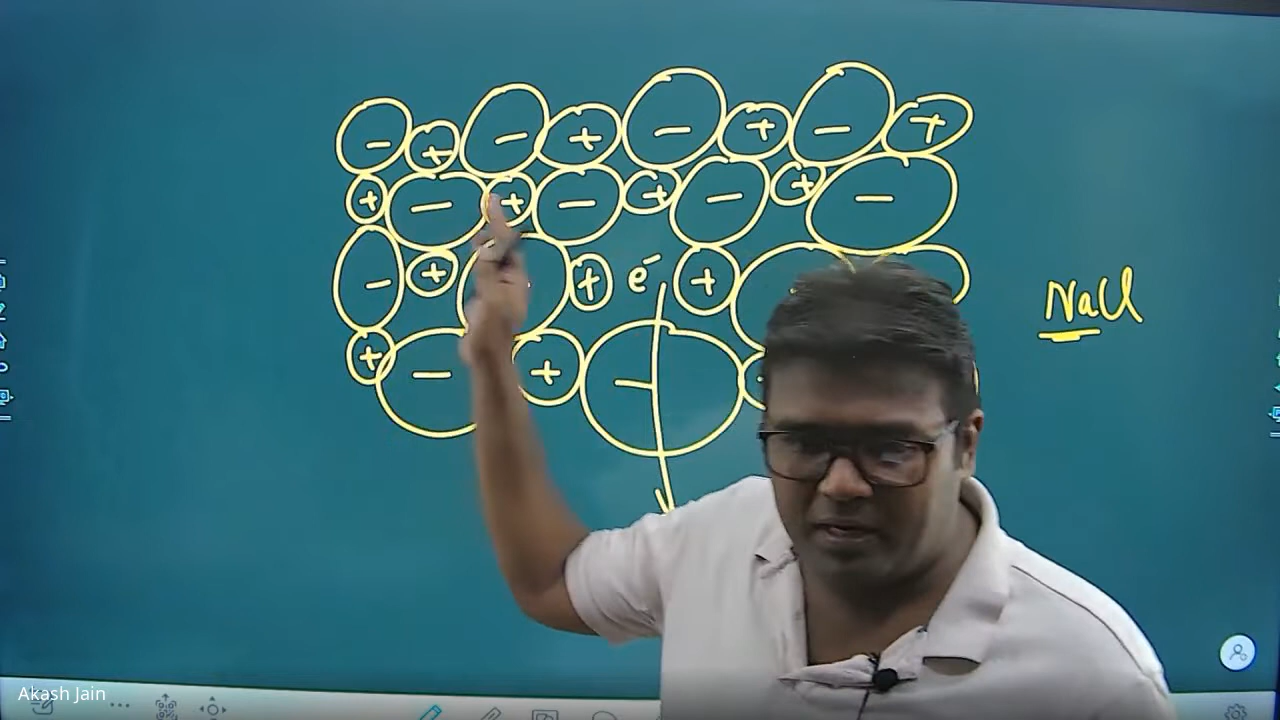 - + - + - + - +
+ - + - + - + -
- + + e⁻ +
+ - + -
NaCl
Akash Jain